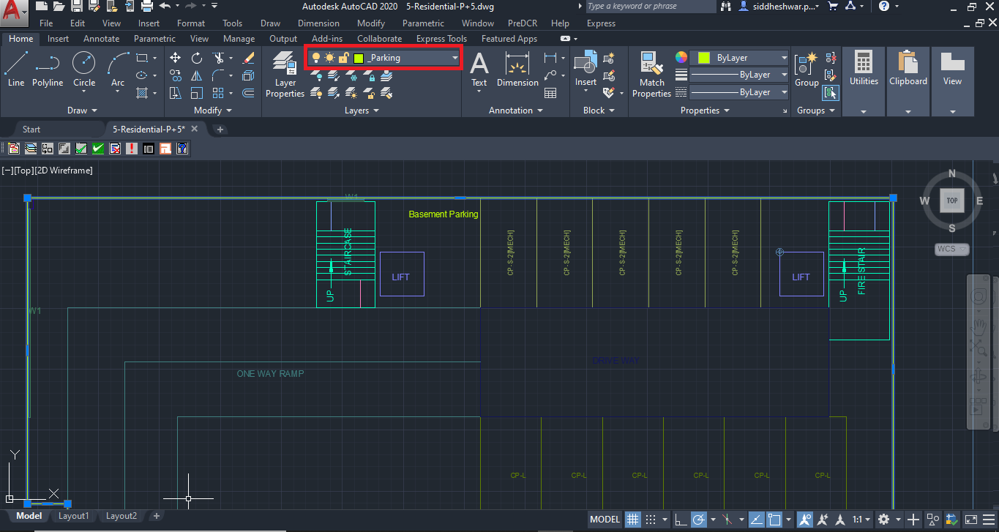 Autodesk AutoCAD 2020 5-Residential-P+5.dwg
Type a keyword or phrase
siddheshwar.p...
File Edit View Insert Format Tools Draw Dimension Modify Parametric Window PreDCR Help Express
Home Insert Annotate Parametric View Manage Output Add-ins Collaborate Express Tools Featured Apps
_Parking
ByLayer
ByLayer
ByLayer
Line Polyline Circle Arc
Layer
Properties
Text Dimension
Insert
Match
Properties
Group
Utilities Clipboard View
Draw Modify Layers Annotation Block Properties Groups
Start 5-Residential-P+5*
[−][Top][2D Wireframe]
N
W TOP E
S
WCS
W1
Basement Parking
STAIRCASE
UP
LIFT
CP-S-2[MECH]
CP-S-2[MECH]
CP-S-2[MECH]
CP-S-2[MECH]
CP-S-2[MECH]
LIFT
UP
FIRE STAIR
W1
DRIVE WAY
ONE WAY RAMP
CP-L CP-L CP-L CP-L CP-L CP-L
Y
X
Model Layout1 Layout2
MODEL
1:1